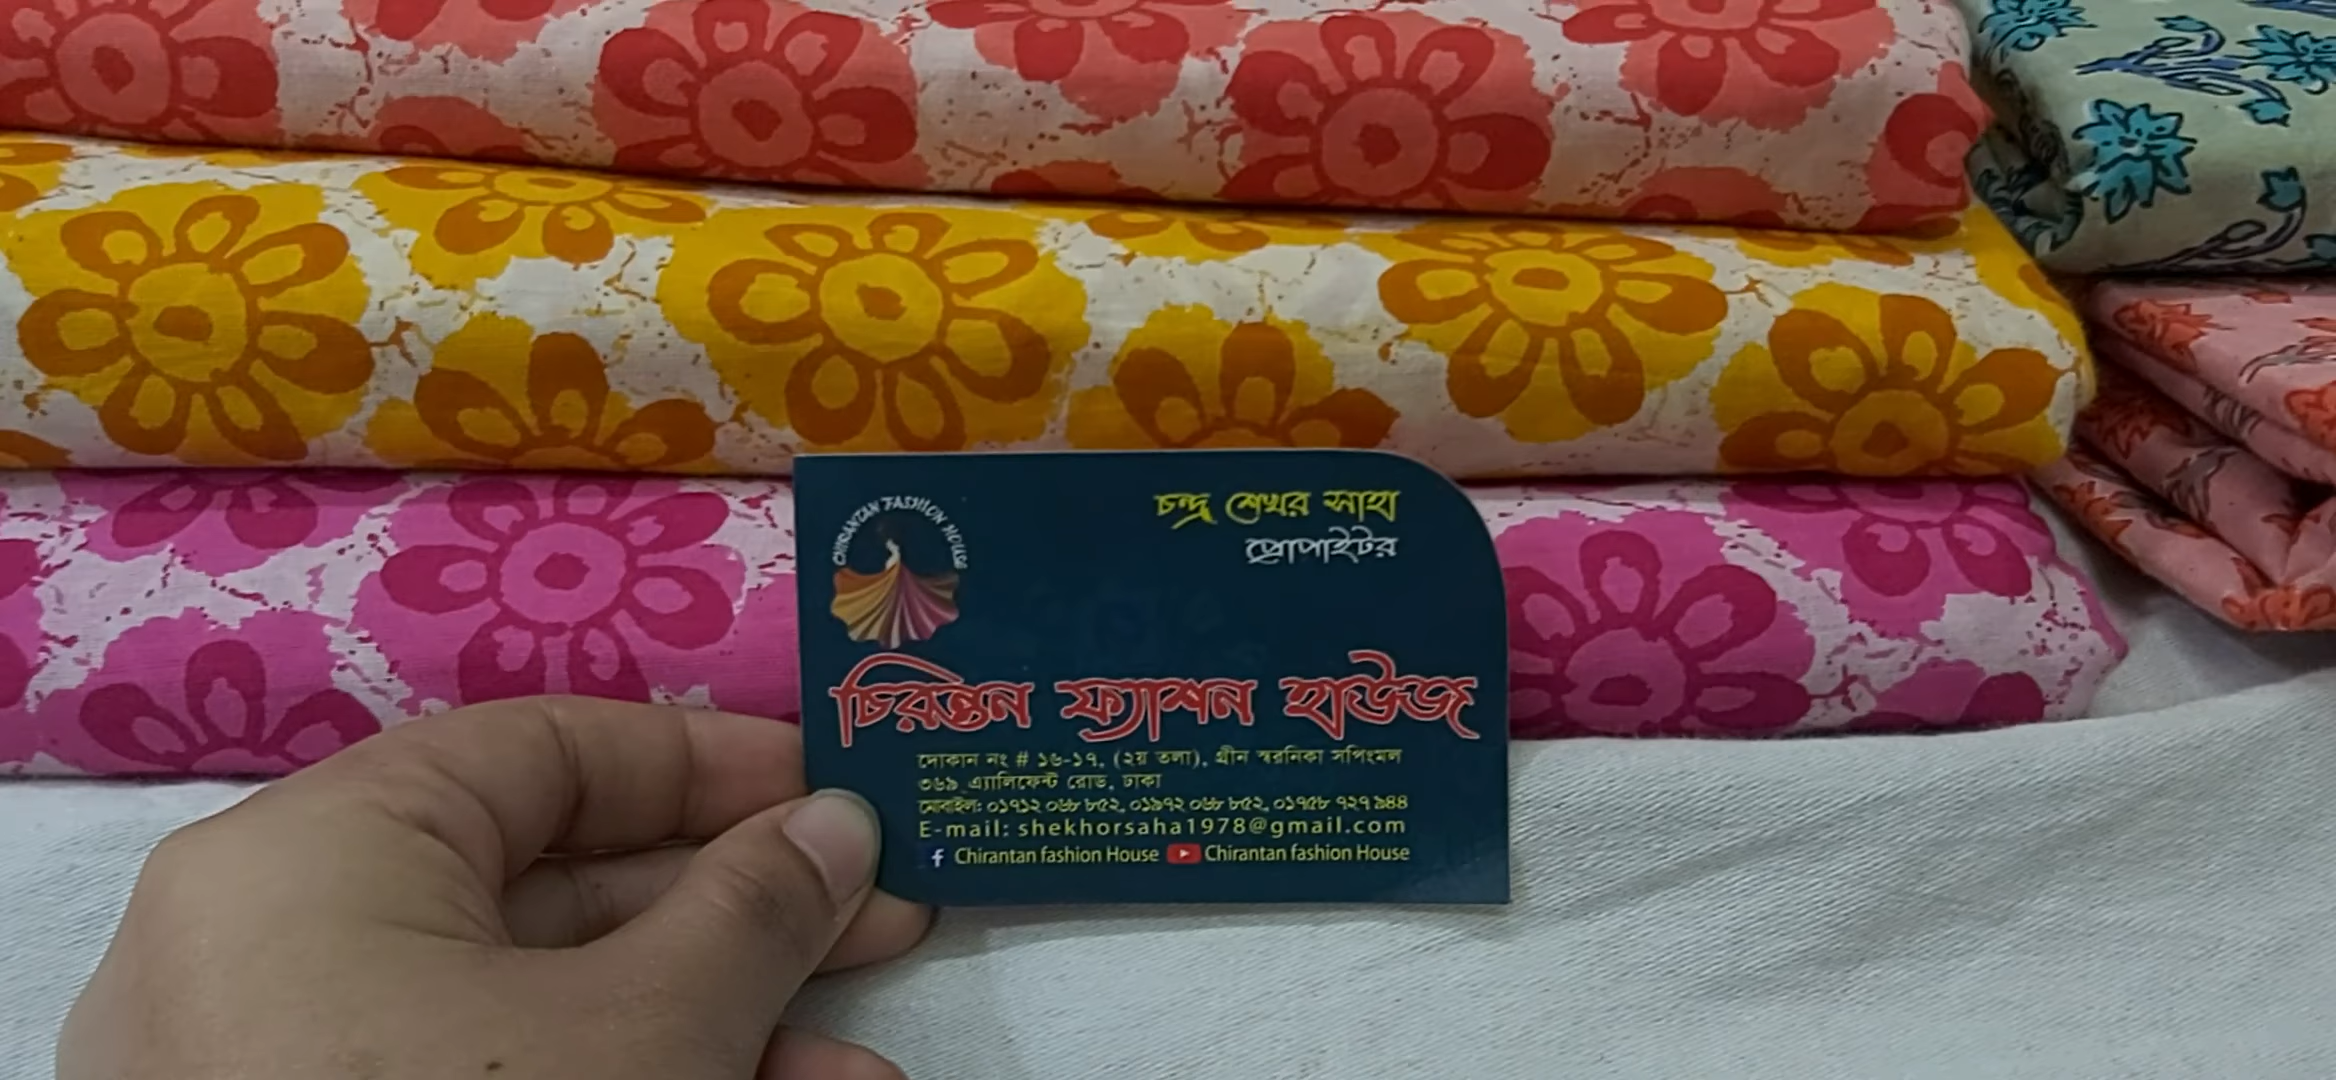 CHIRANTAN FASHION HOUSE
চন্দ্র শেখর সাহা
প্রোপাইটর
চিরন্তন ফ্যাশন হাউজ
দোকান নং # ১৬-১৭, (২য় তলা), গ্রীন স্বরনিকা সপিংমল
৩৬৯ এ্যালিফেন্ট রোড, ঢাকা
মোবাইল: ০১৭১২ ০৬৮ ৮৫২, ০১৯৭২ ০৬৮ ৮৫২, ০১৭৫৮ ৭২৭ ৯৪৪
E-mail: shekhorsaha1978@gmail.com
Chirantan fashion House Chirantan fashion House